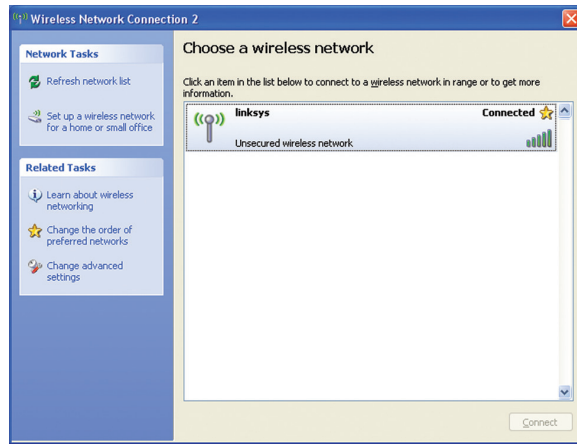 Wireless Network Connection 2
Network Tasks
Refresh network list
Set up a wireless network
for a home or small office
Related Tasks
Learn about wireless
networking
Change the order of
preferred networks
Change advanced
settings
Choose a wireless network
Click an item in the list below to connect to a wireless network in range or to get more
information.
linksys Connected
Unsecured wireless network
Connect